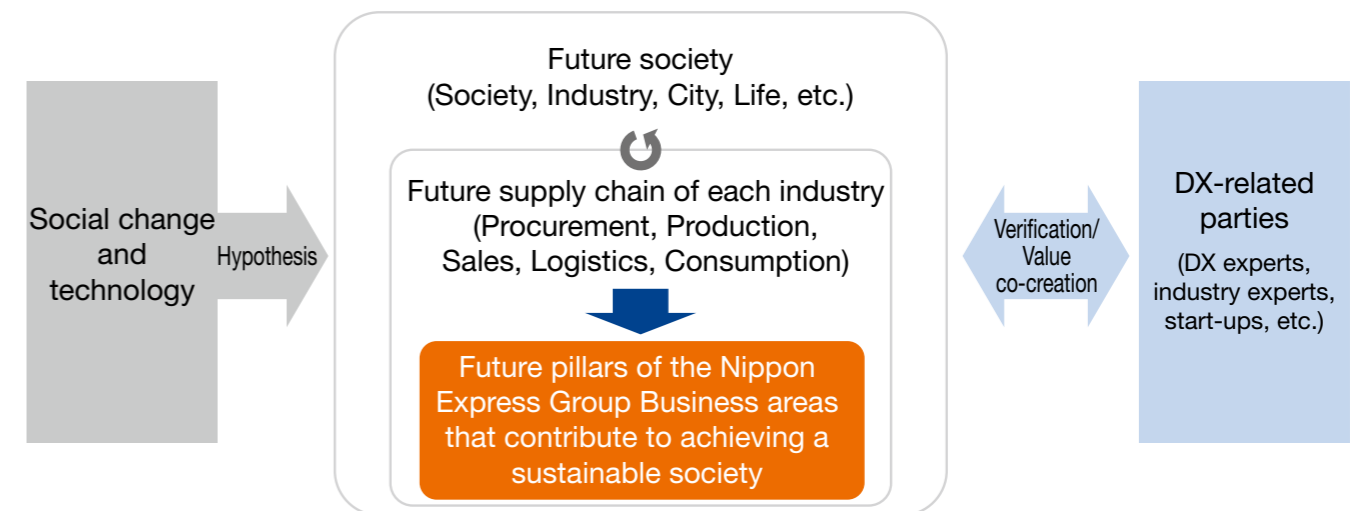 Social change
and
technology
Hypothesis
Future society
(Society, Industry, City, Life, etc.)
Future supply chain of each industry
(Procurement, Production,
Sales, Logistics, Consumption)
Future pillars of the Nippon
Express Group Business areas
that contribute to achieving a
sustainable society
Verification/
Value
co-creation
DX-related
parties
(DX experts,
industry experts,
start-ups, etc.)